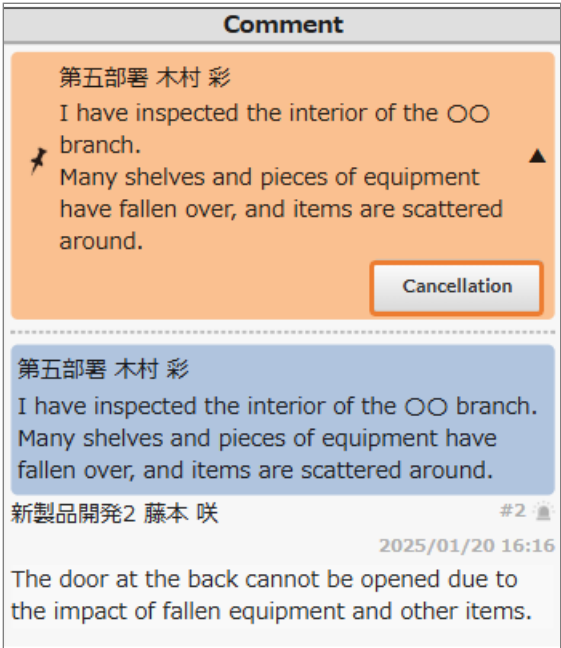 Comment
第五部署 木村 彩
I have inspected the interior of the 〇〇
branch.
Many shelves and pieces of equipment
have fallen over, and items are scattered
around.
Cancellation
第五部署 木村 彩
I have inspected the interior of the 〇〇 branch.
Many shelves and pieces of equipment have
fallen over, and items are scattered around.
新製品開発2 藤本 咲
#2
2025/01/20 16:16
The door at the back cannot be opened due to
the impact of fallen equipment and other items.